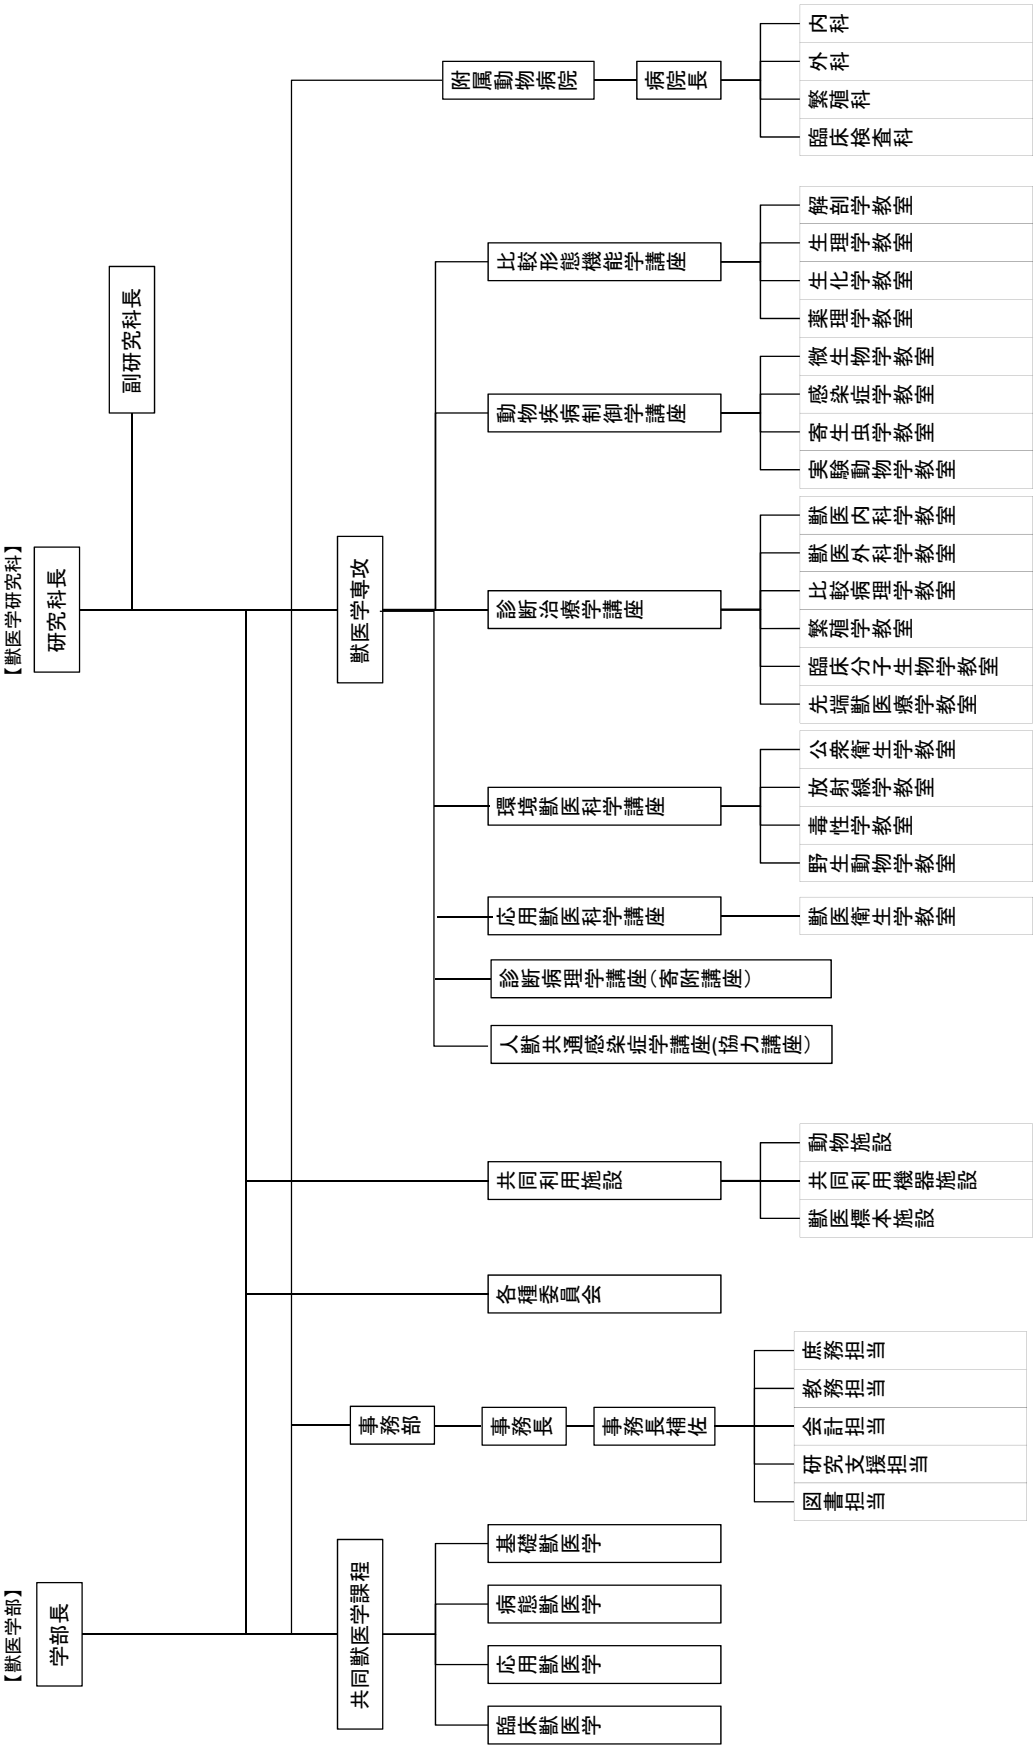 【獣医学部】
学部長
共同獣医学課程
臨床獣医学
応用獣医学
病態獣医学
基礎獣医学
事務部
事務長
事務長補佐
図書担当
研究支援担当
会計担当
教務担当
庶務担当
各種委員会
共同利用施設
獣医標本施設
共同利用機器施設
動物施設
【獣医学研究科】
研究科長
副研究科長
獣医学専攻
人獣共通感染症学講座(協力講座)
診断病理学講座(寄附講座)
応用獣医科学講座
獣医衛生学教室
環境獣医科学講座
野生動物学教室
毒性学教室
放射線学教室
公衆衛生学教室
診断治療学講座
先端獣医療学教室
臨床分子生物学教室
繁殖学教室
比較病理学教室
獣医外科学教室
獣医内科学教室
動物疾病制御学講座
実験動物学教室
寄生虫学教室
感染症学教室
微生物学教室
比較形態機能学講座
薬理学教室
生化学教室
生理学教室
解剖学教室
附属動物病院
病院長
臨床検査科
繁殖科
外科
内科